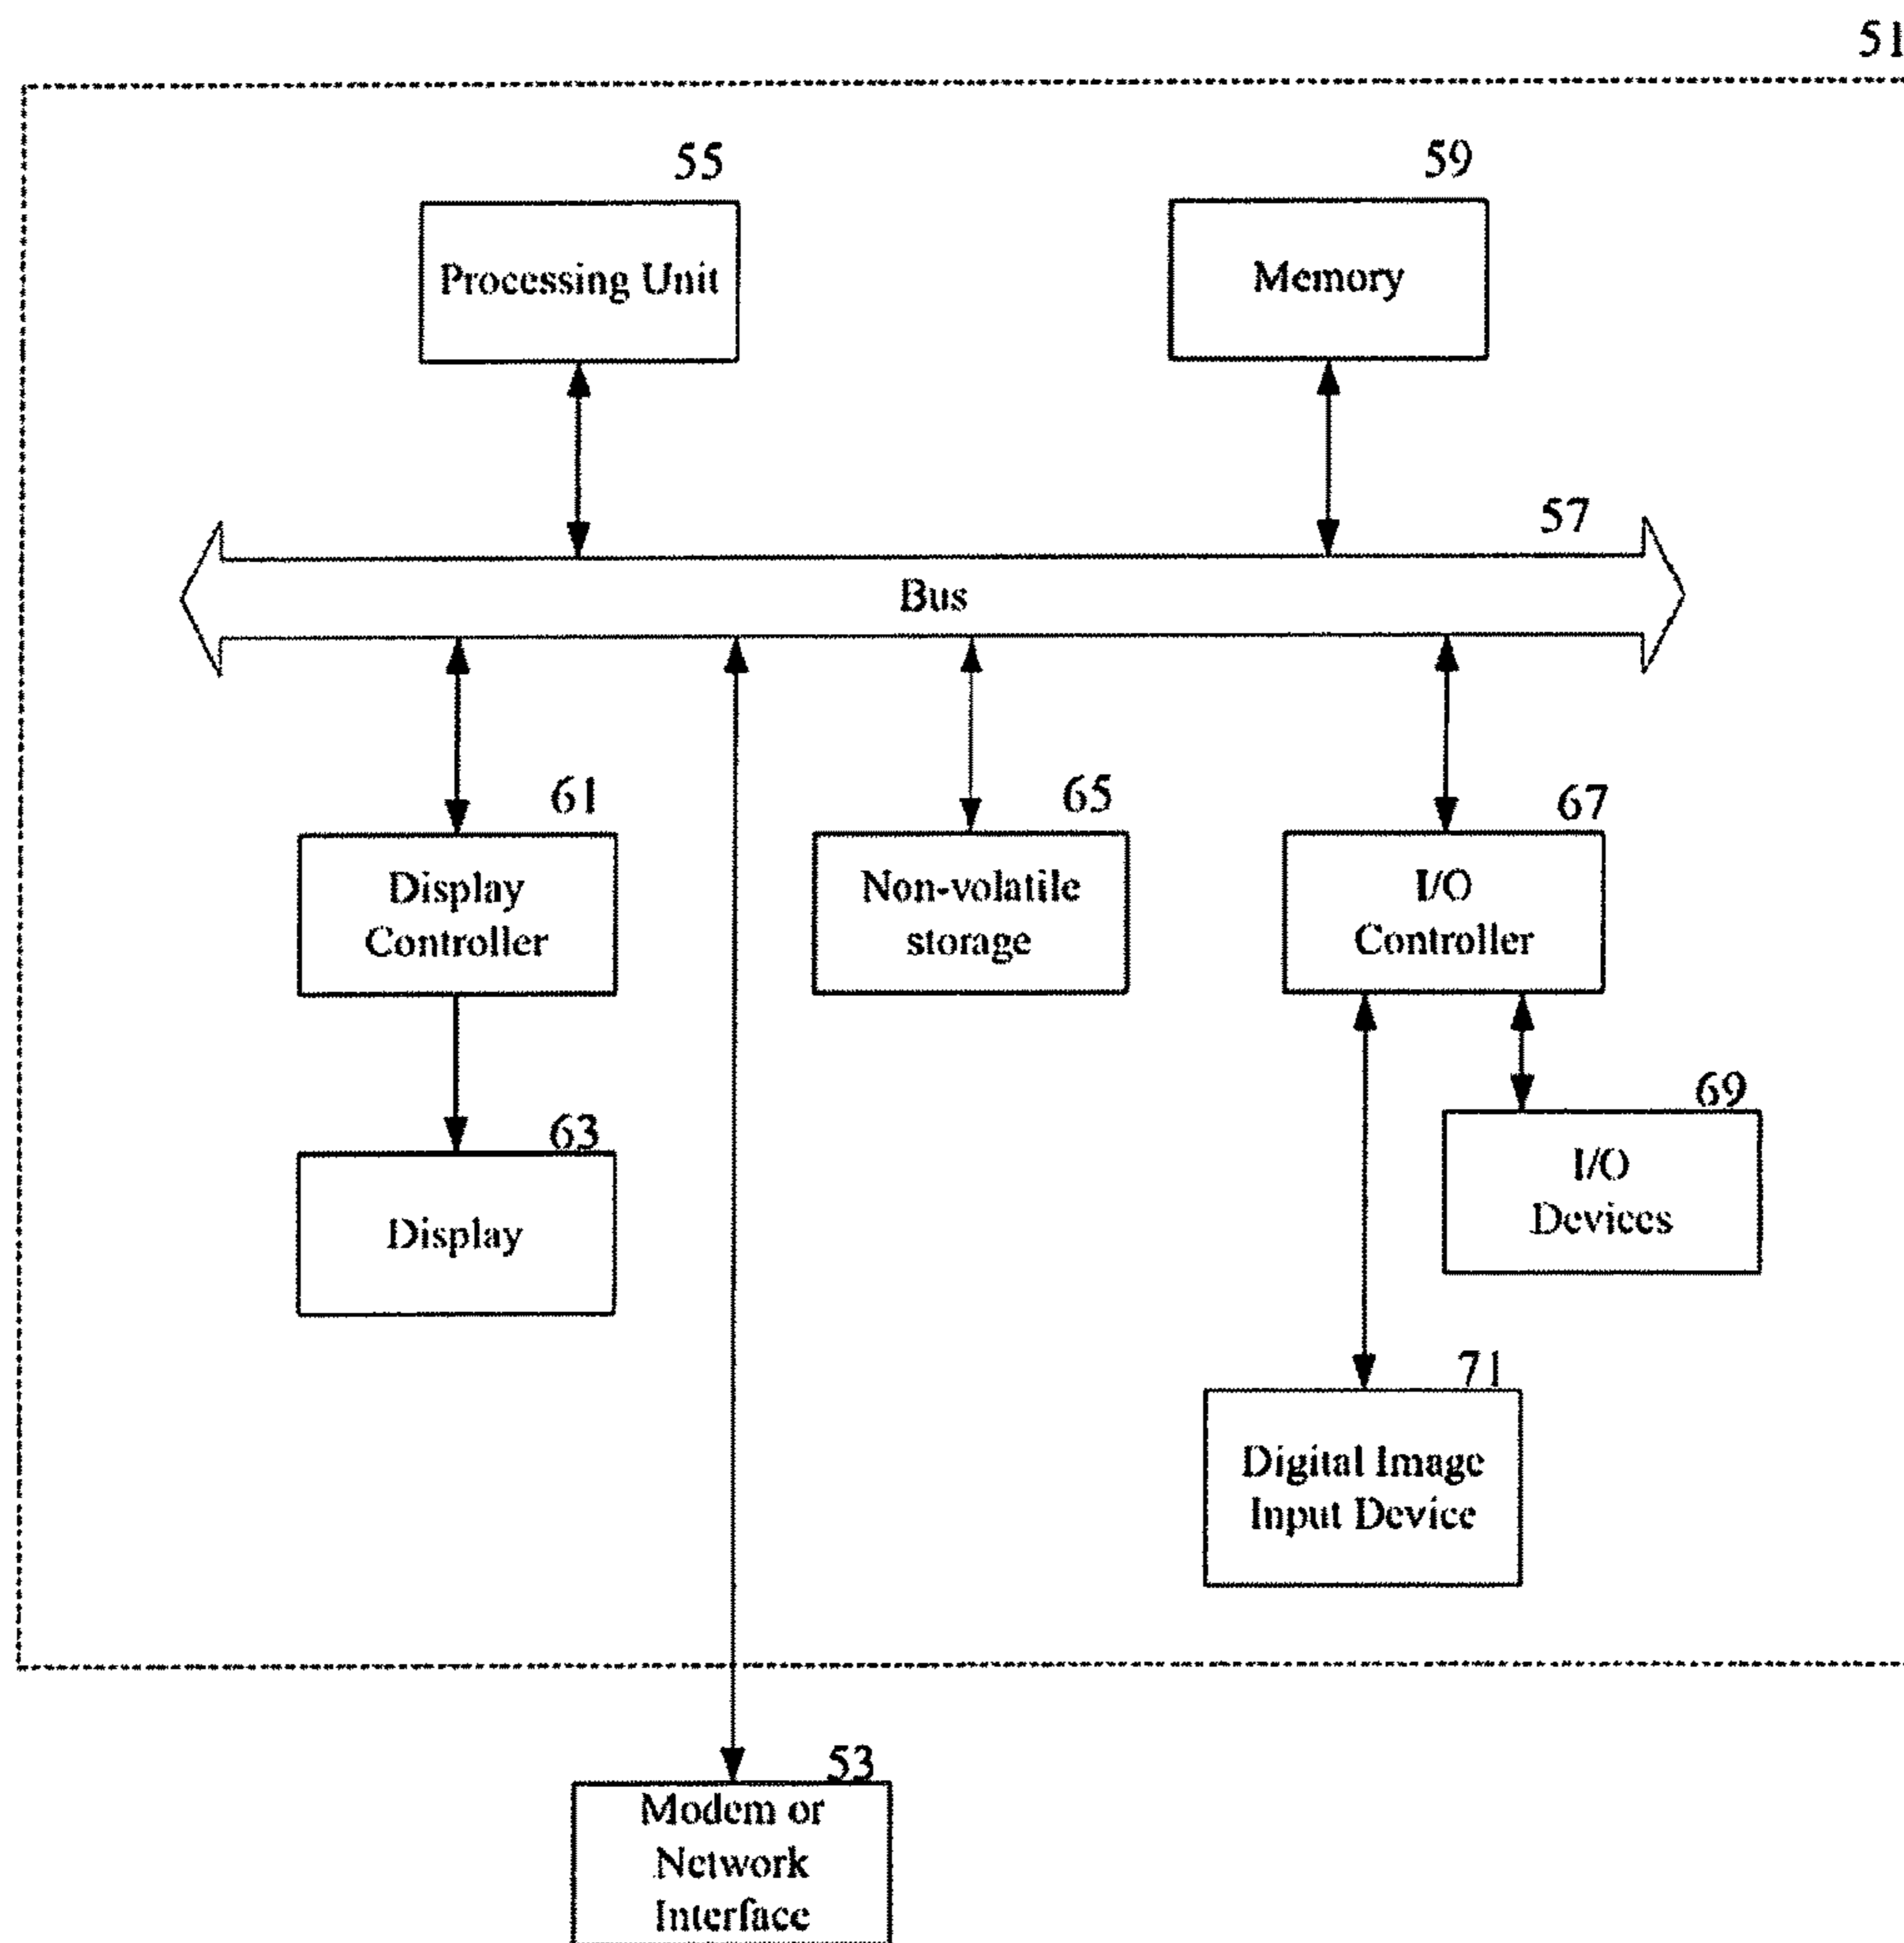 51
55
59
Processing Unit
Memory
57
Bus
61
65
67
Display
Controller
Non-volatile
storage
I/O
Controller
69
63
I/O
Devices
Display
71
Digital Image
Input Device
53
Modem or
Network
Interface